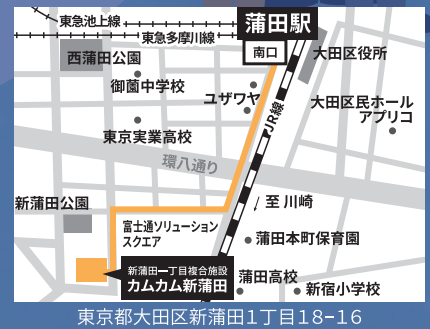 東急池上線
蒲田駅
東急多摩川線
南口
西蒲田公園
大田区役所
御薗中学校
ユザワヤ
大田区民ホール
アプリコ
JR線
東京実業高校
環八通り
至 川崎
新蒲田公園
富士通ソリューション
スクエア
蒲田本町保育園
新蒲田一丁目複合施設
カムカム新蒲田
蒲田高校
新宿小学校
東京都大田区新蒲田1丁目18-16